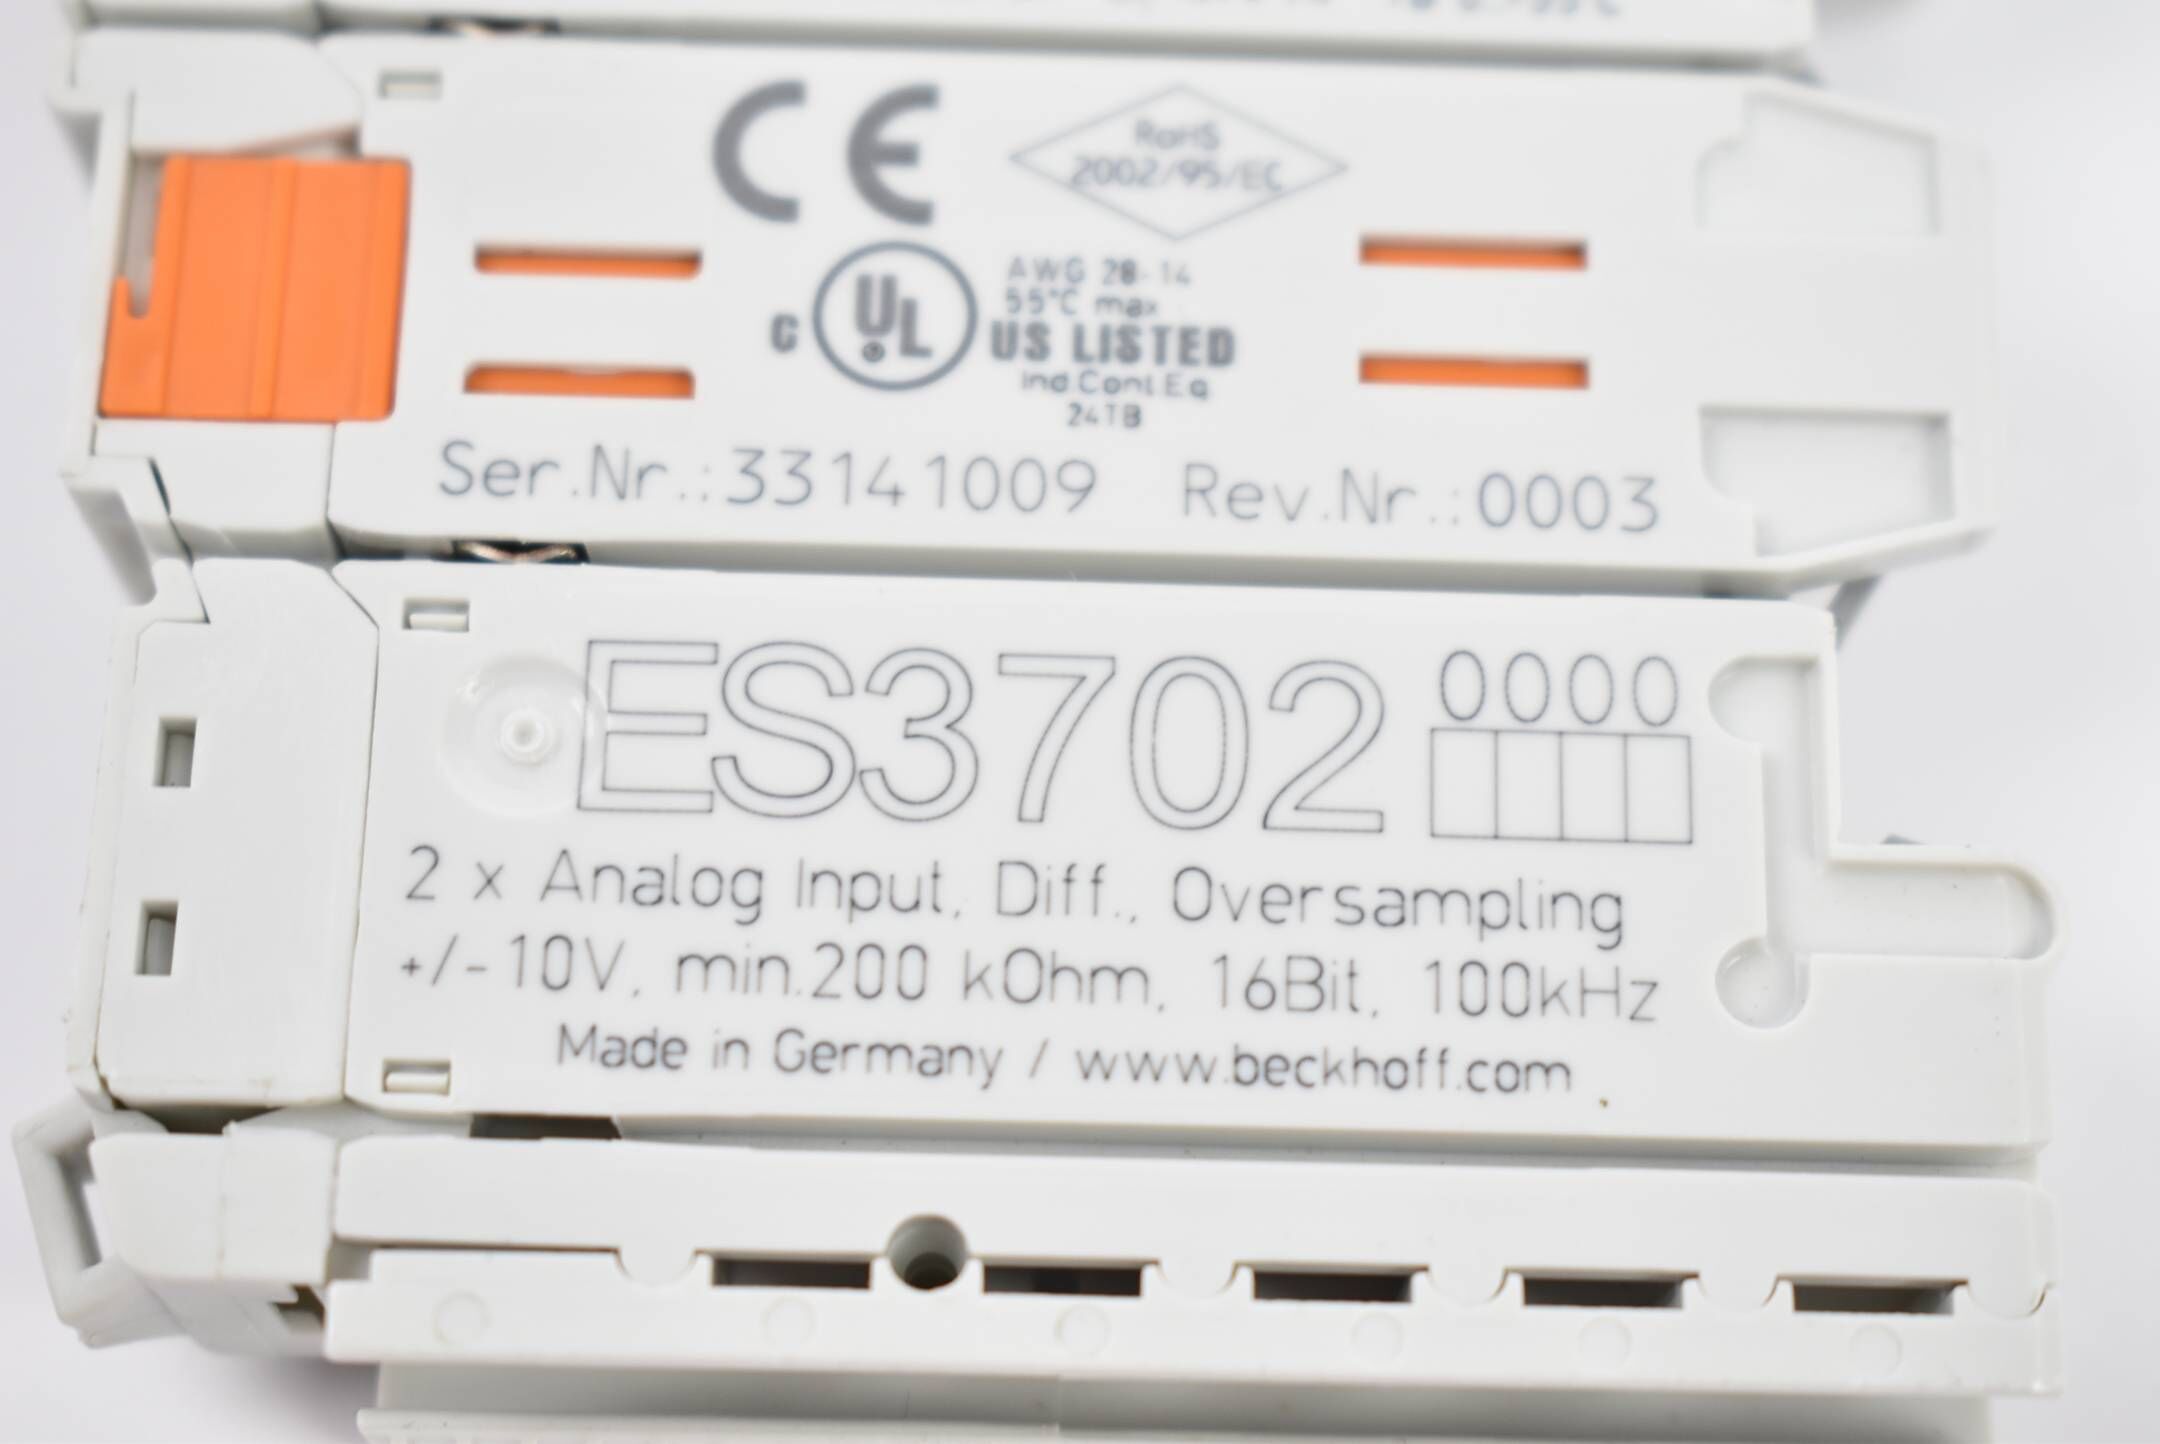 CE
RoHS
2002/95/EC
AWG 28-14
55°C max
C UL US LISTED
Ind.Cont.Eq
24TB
Ser.Nr.:33141009 Rev.Nr.:0003
ES3702 0000
2 x Analog Input, Diff., Oversampling
+/-10V, min.200 kOhm, 16Bit, 100kHz
Made in Germany / www.beckhoff.com